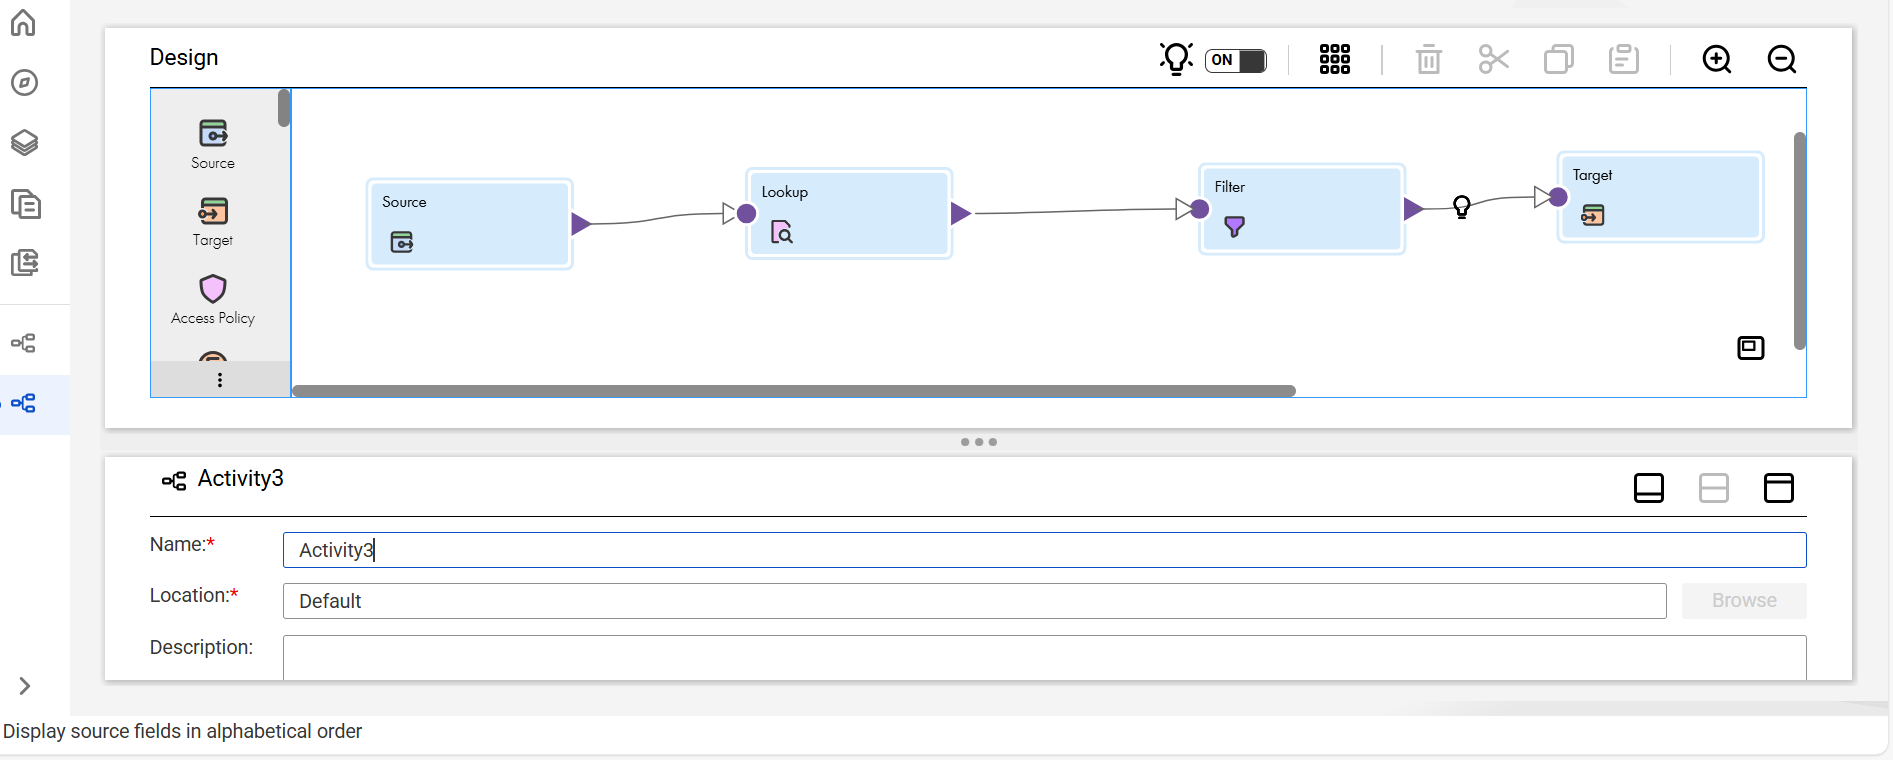 Design
ON
Source
Target
Access Policy
Source
Lookup
Filter
Target
Activity3
Name:*
Activity3
Location:*
Default
Browse
Description:
Display source fields in alphabetical order